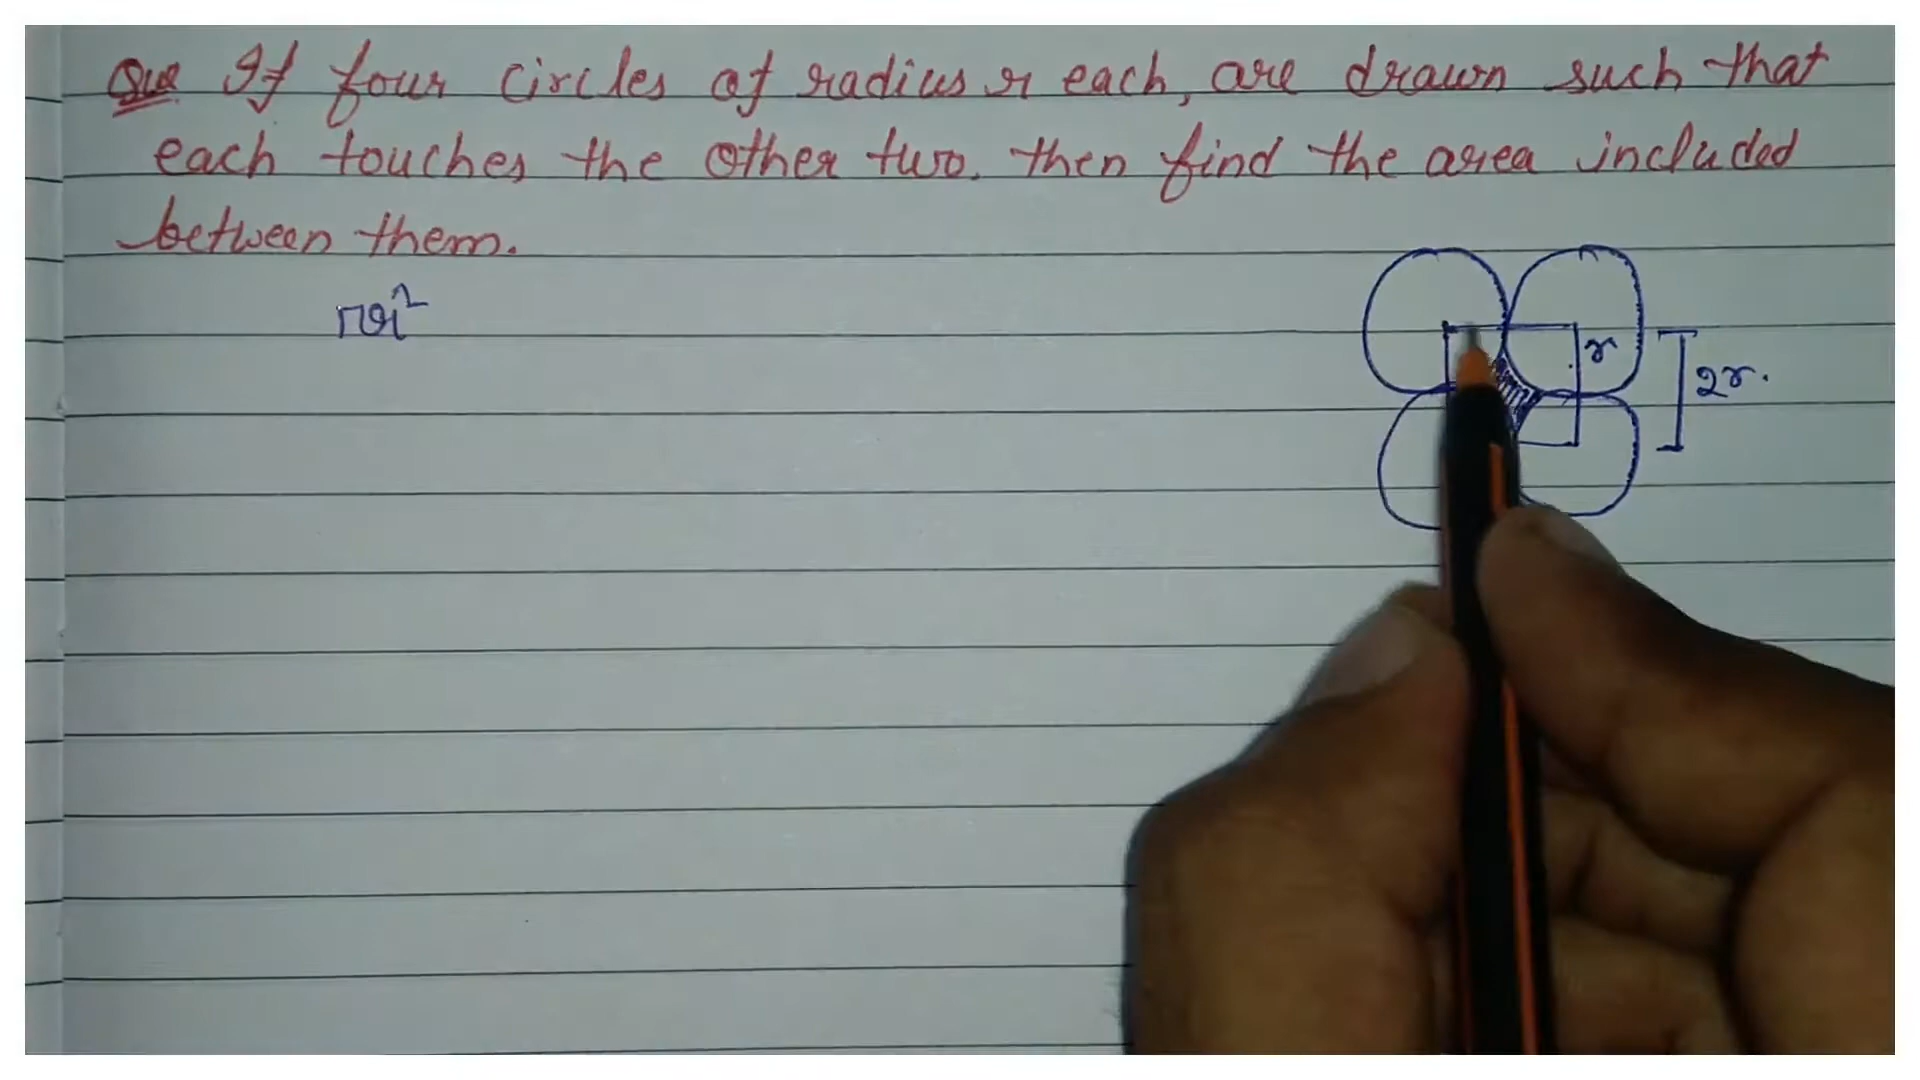 Que If four circles of radius r each, are drawn such that
each touches the other two. then find the area included
between them.
πr²
r
2r.